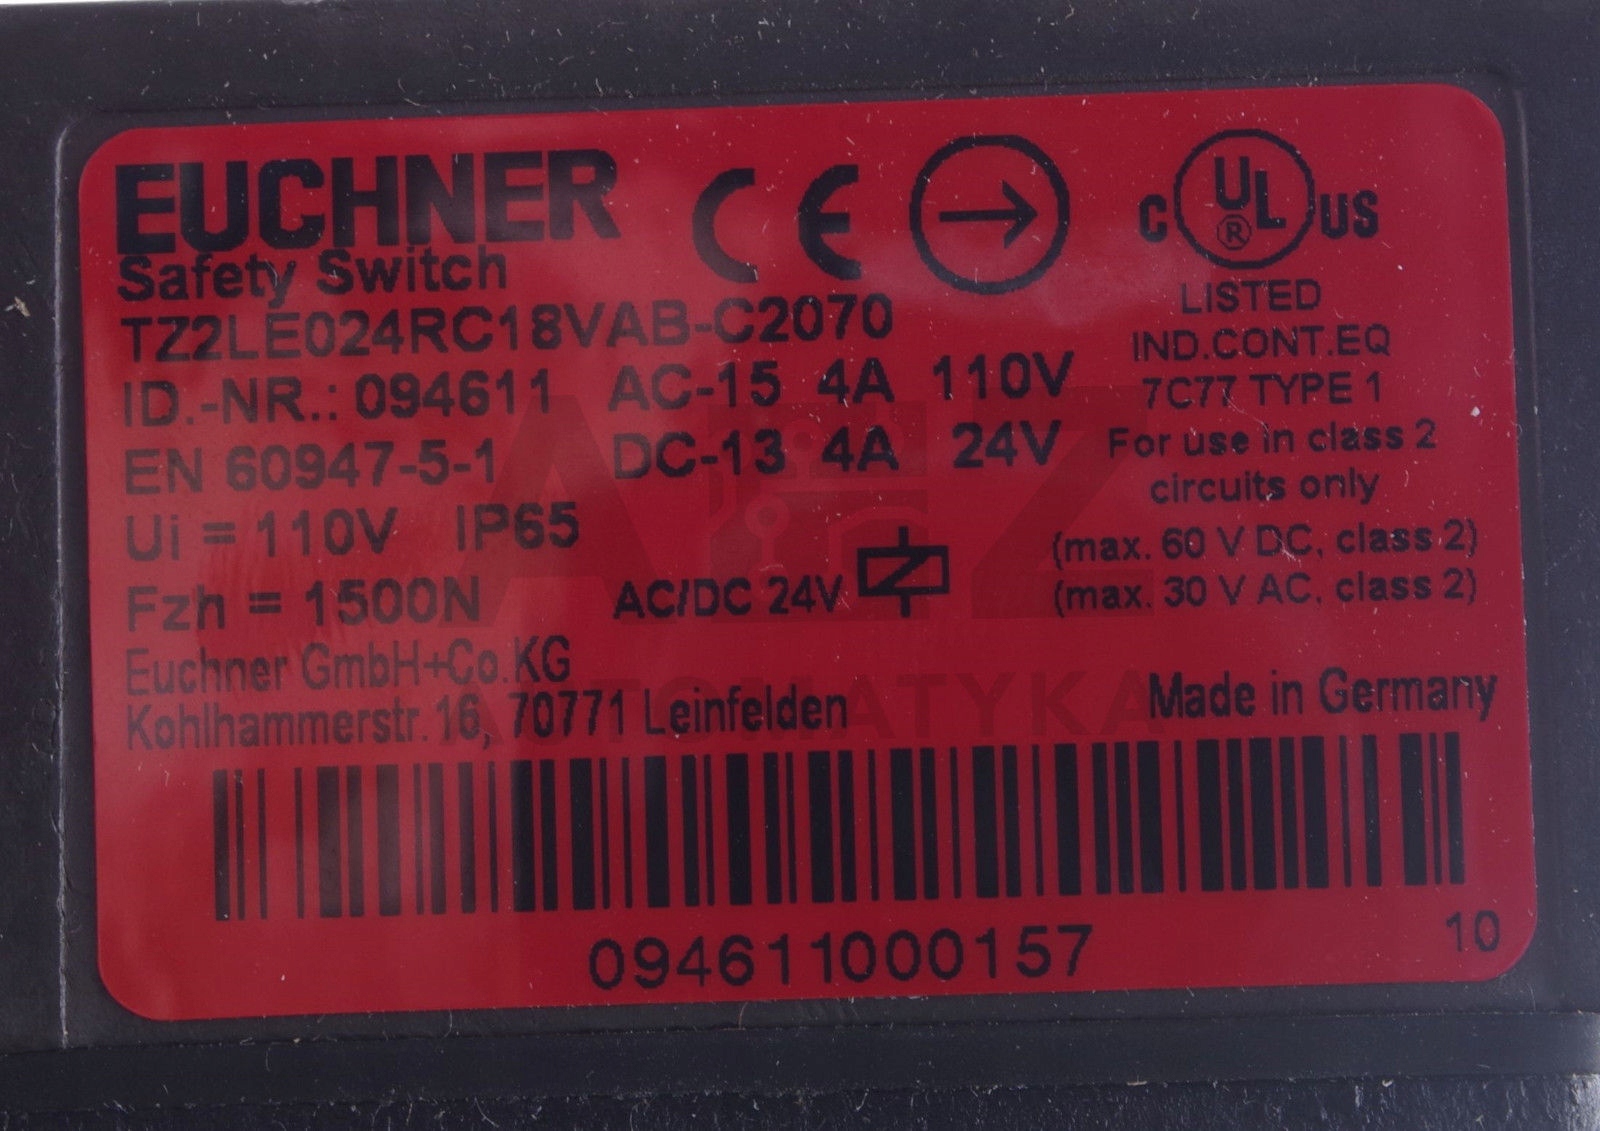 EUCHNER
Safety Switch
TZ2LE024RC18VAB-C2070
ID.-NR.: 094611 AC-15 4A 110V
EN 60947-5-1 DC-13 4A 24V
Ui = 110V IP65
Fzh = 1500N AC/DC 24V
Euchner GmbH+Co.KG
Kohlhammerstr. 16, 70771 Leinfelden
CE
C UL® US
LISTED
IND.CONT.EQ
7C77 TYPE 1
For use in class 2
circuits only
(max. 60 V DC, class 2)
(max. 30 V AC, class 2)
Made in Germany
094611000157
10
AUTOMATYKA